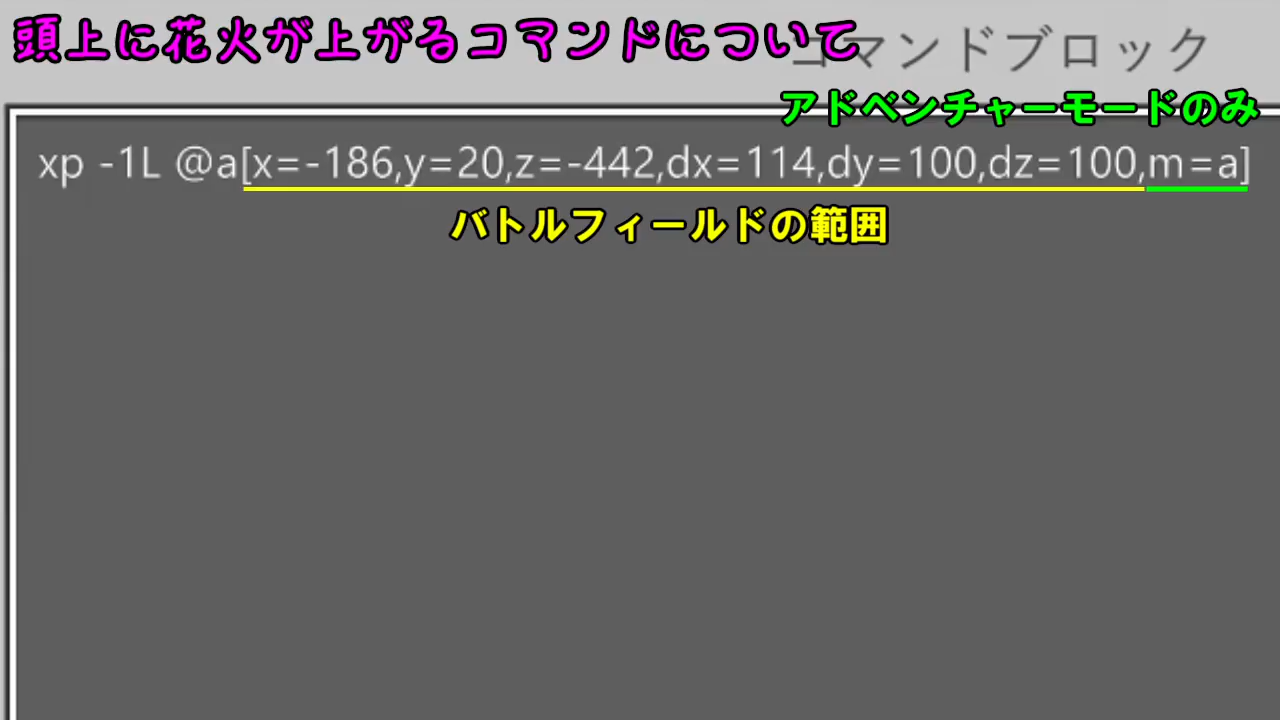 頭上に花火が上がるコマンドについて
コマンドブロック
アドベンチャーモードのみ
xp -1L @a[x=-186,y=20,z=-442,dx=114,dy=100,dz=100,m=a]
バトルフィールドの範囲